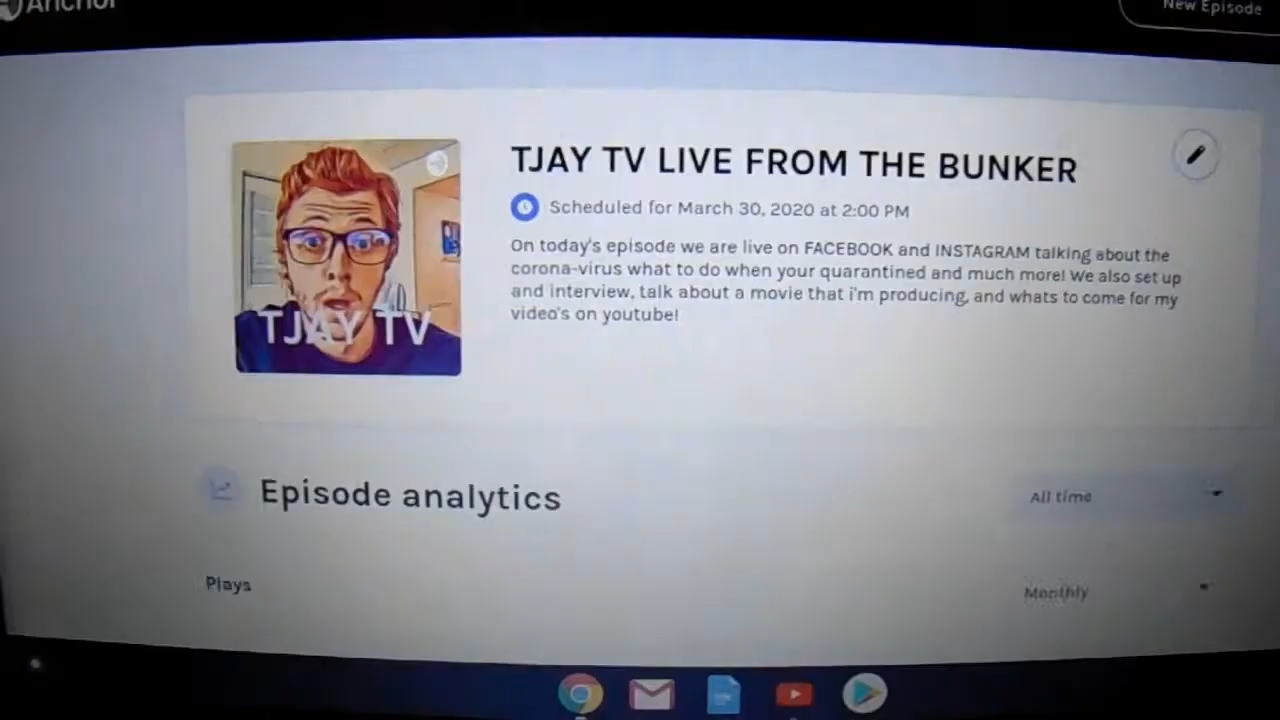 Anchor
New Episode
TJAY TV LIVE FROM THE BUNKER
Scheduled for March 30, 2020 at 2:00 PM
On today's episode we are live on FACEBOOK and INSTAGRAM talking about the
corona-virus what to do when your quarantined and much more! We also set up
and interview, talk about a movie that i'm producing, and whats to come for my
video's on youtube!
TJAY TV
Episode analytics
All time
Plays
Monthly